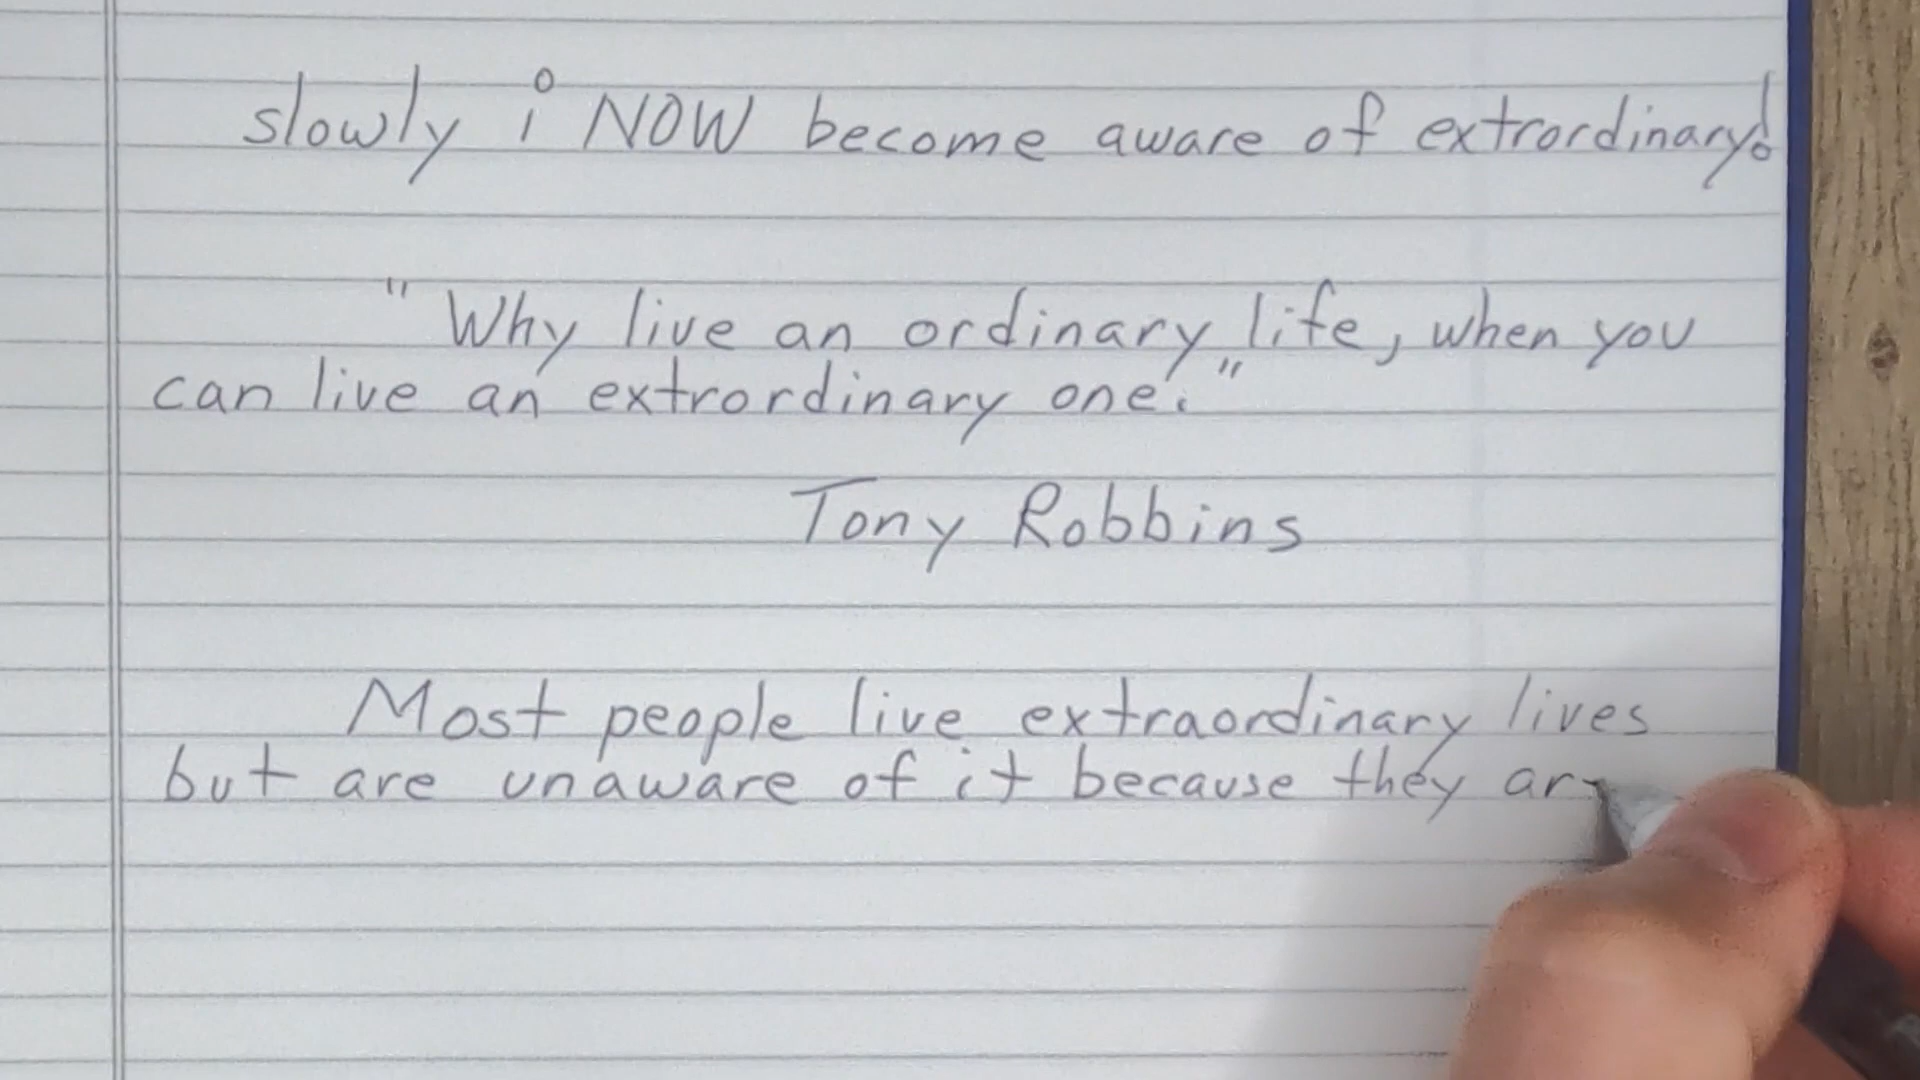 slowly i NOW become aware of extrordinary!
"Why live an ordinary life, when you
can live an extrordinary one."
Tony Robbins
Most people live extraordinary lives
but are unaware of it because they ar